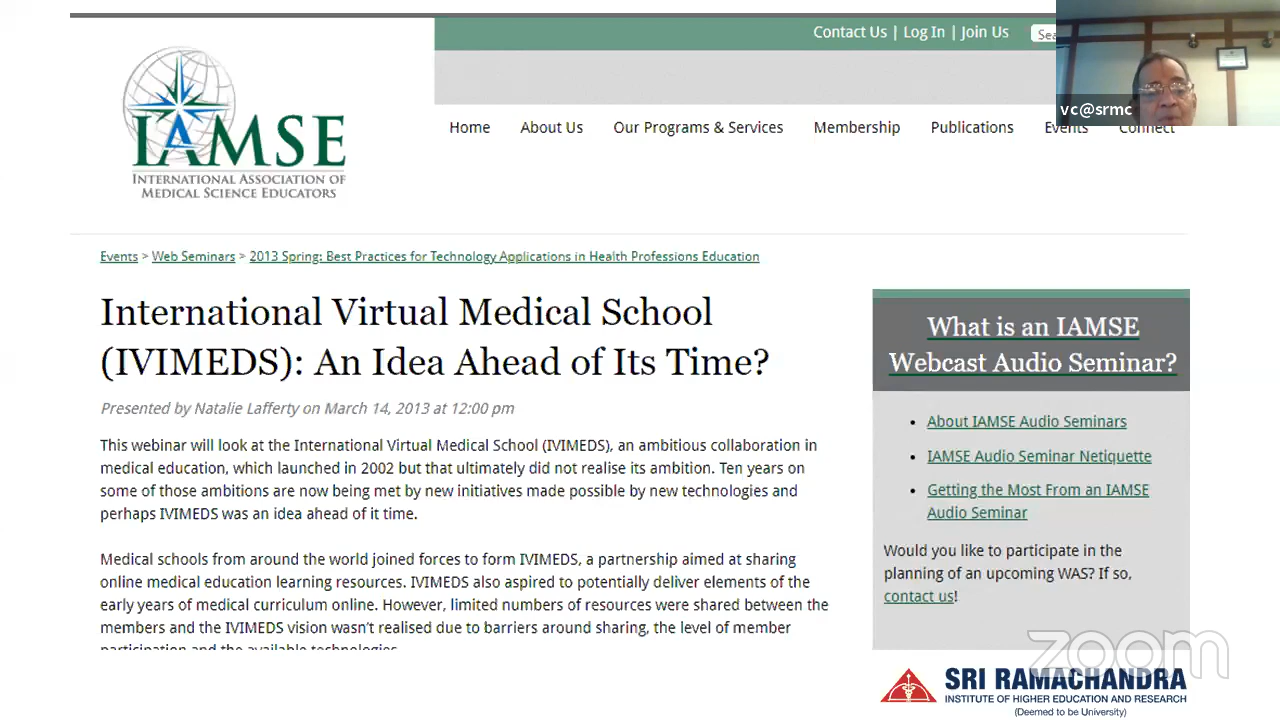 Contact Us | Log In | Join Us
Sea
vc@srmc
IAMSE
INTERNATIONAL ASSOCIATION OF
MEDICAL SCIENCE EDUCATORS
Home About Us Our Programs & Services Membership Publications Events Connect
Events > Web Seminars > 2013 Spring: Best Practices for Technology Applications in Health Professions Education
International Virtual Medical School
(IVIMEDS): An Idea Ahead of Its Time?
Presented by Natalie Lafferty on March 14, 2013 at 12:00 pm
This webinar will look at the International Virtual Medical School (IVIMEDS), an ambitious collaboration in
medical education, which launched in 2002 but that ultimately did not realise its ambition. Ten years on
some of those ambitions are now being met by new initiatives made possible by new technologies and
perhaps IVIMEDS was an idea ahead of it time.
Medical schools from around the world joined forces to form IVIMEDS, a partnership aimed at sharing
online medical education learning resources. IVIMEDS also aspired to potentially deliver elements of the
early years of medical curriculum online. However, limited numbers of resources were shared between the
members and the IVIMEDS vision wasn't realised due to barriers around sharing, the level of member
participation and the available technologies.
What is an IAMSE
Webcast Audio Seminar?
• About IAMSE Audio Seminars
• IAMSE Audio Seminar Netiquette
• Getting the Most From an IAMSE
Audio Seminar
Would you like to participate in the
planning of an upcoming WAS? If so,
contact us!
zoom
SRI RAMACHANDRA
INSTITUTE OF HIGHER EDUCATION AND RESEARCH
(Deemed to be University)